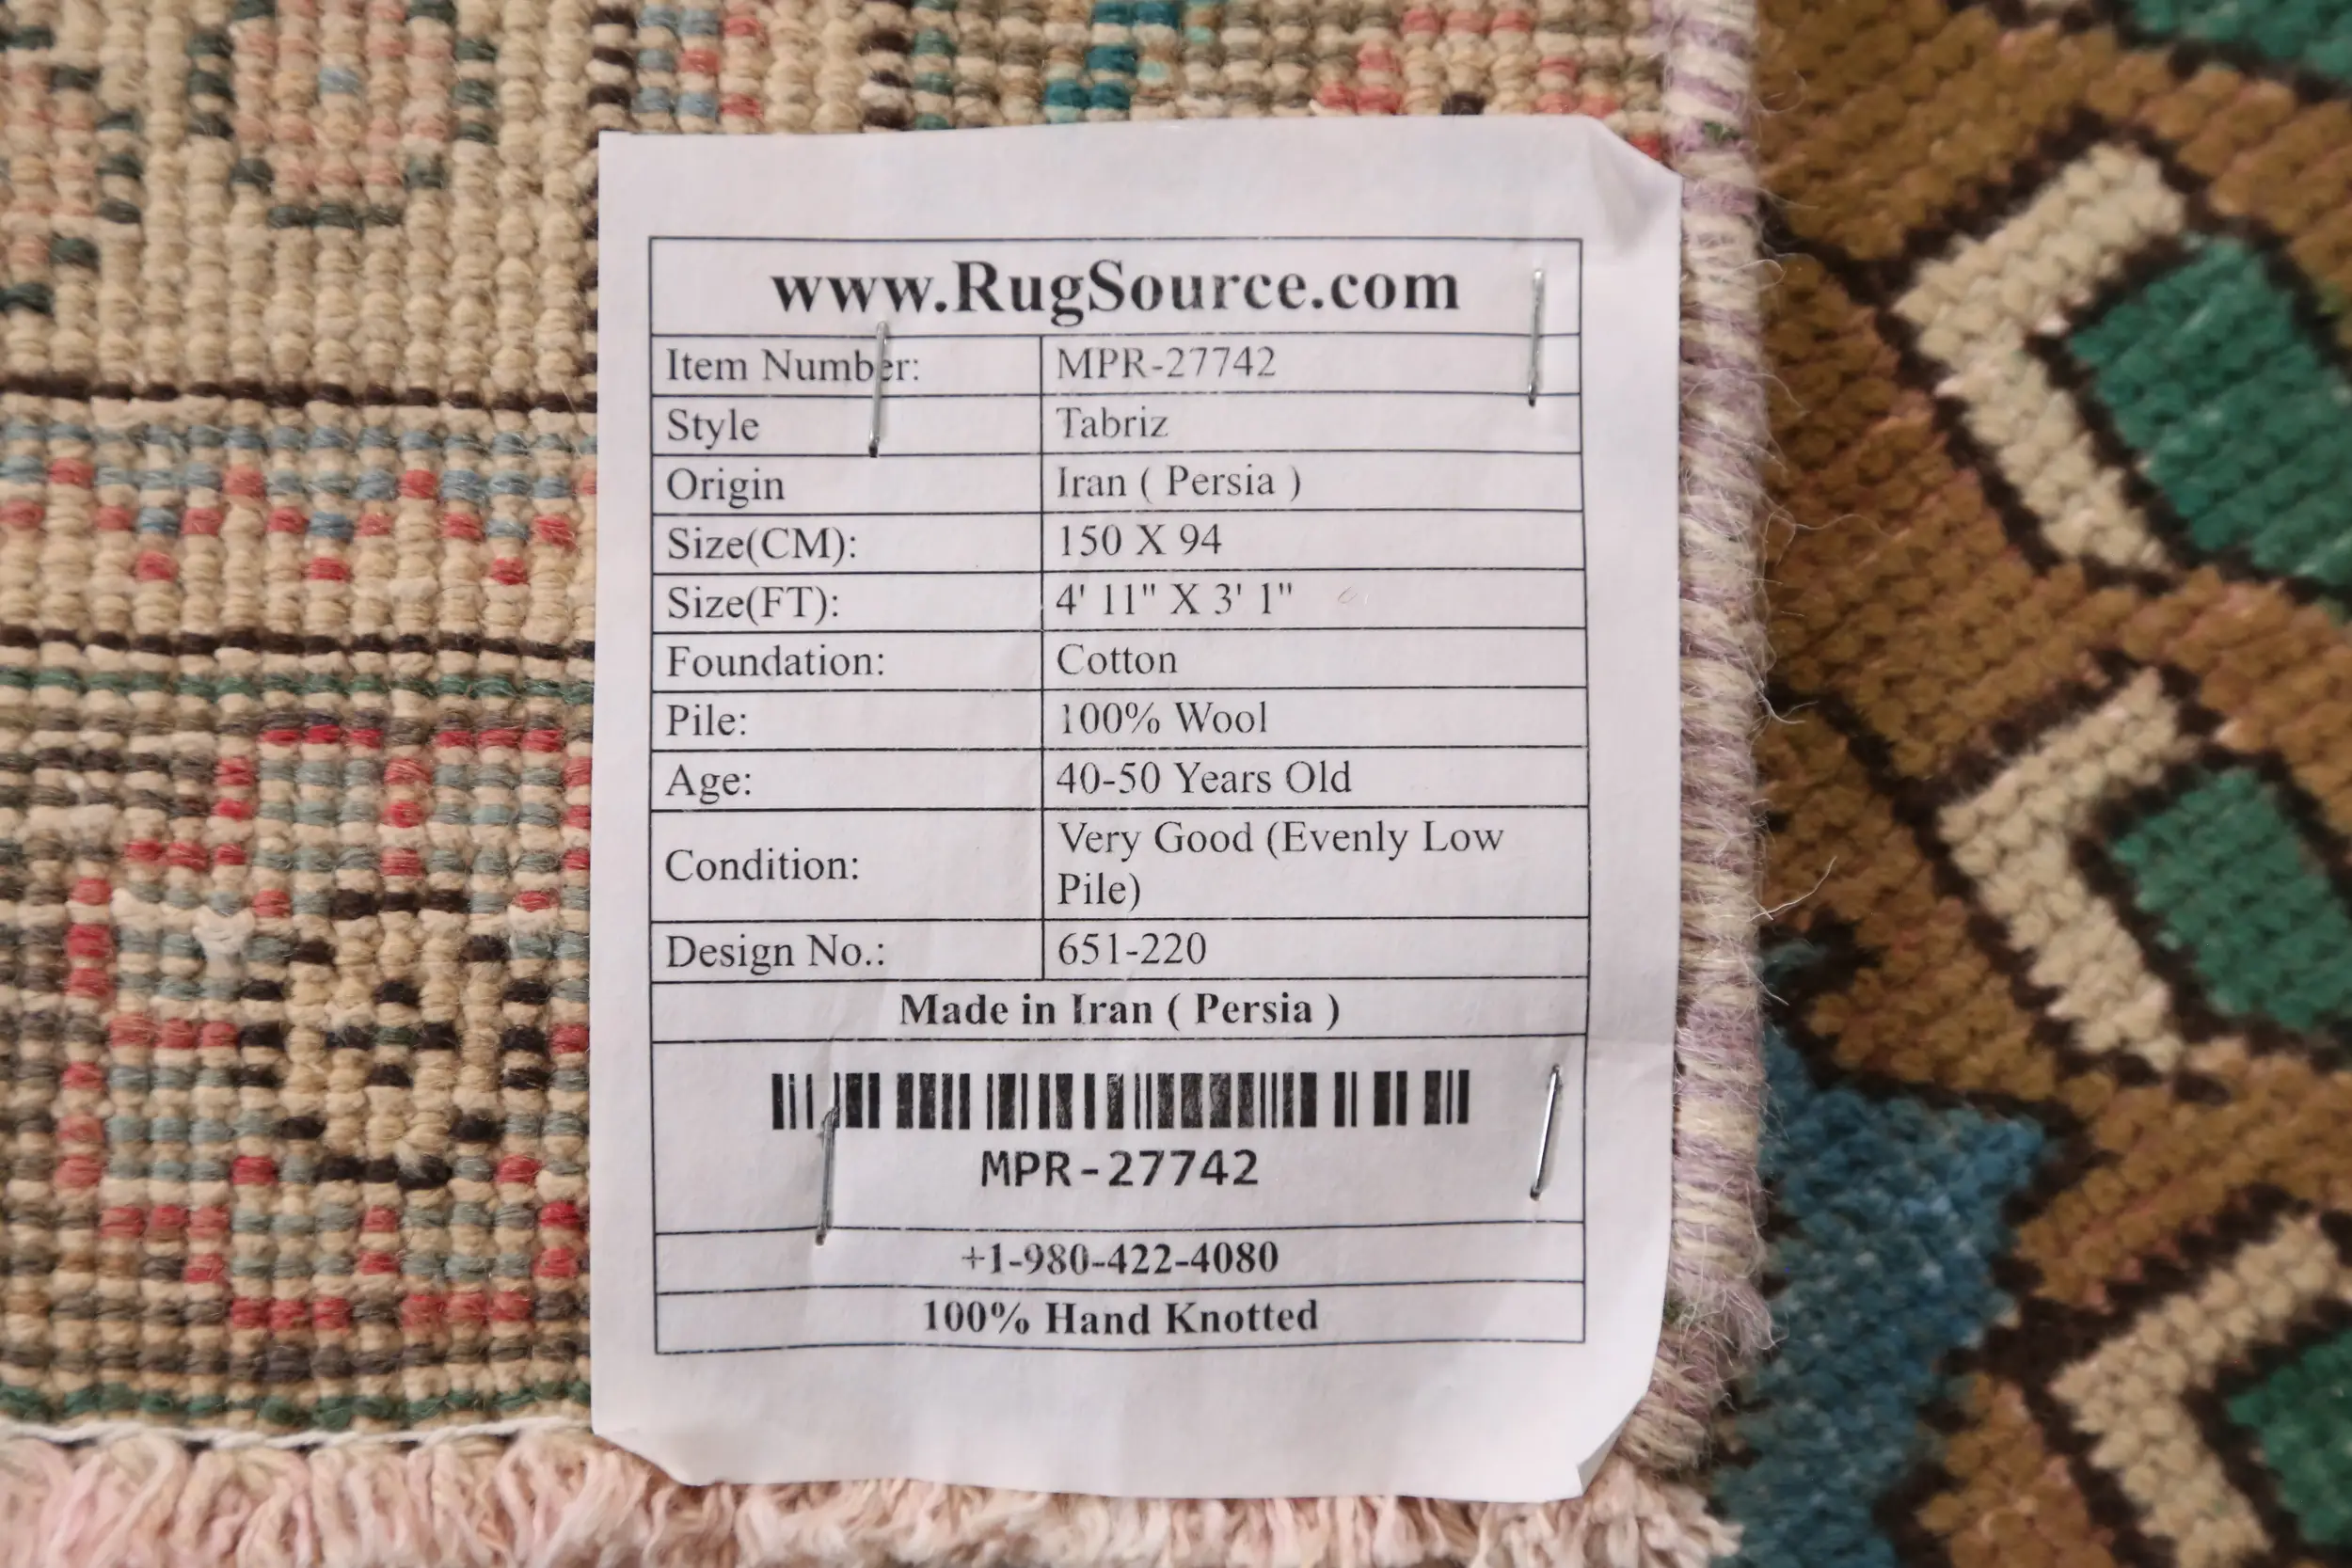 www.RugSource.com
Item Number: MPR-27742
Style Tabriz
Origin Iran ( Persia )
Size(CM): 150 X 94
Size(FT): 4' 11" X 3' 1"
Foundation: Cotton
Pile: 100% Wool
Age: 40-50 Years Old
Condition: Very Good (Evenly Low
Pile)
Design No.: 651-220
Made in Iran ( Persia )
MPR-27742
+1-980-422-4080
100% Hand Knotted